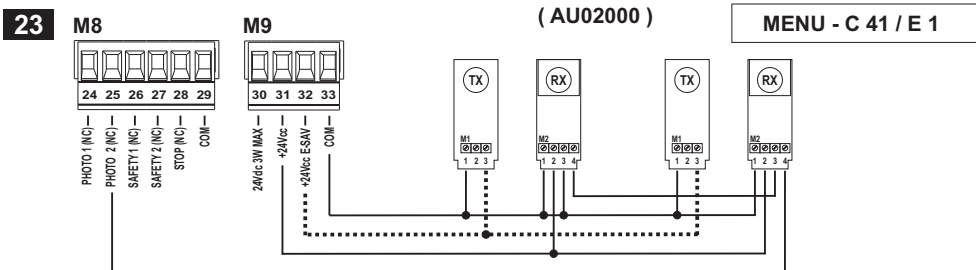 23 M8 M9 ( AU02000 ) MENU - C 41 / E 1
24 25 26 27 28 29
30 31 32 33
PHOTO 1 (NC)
PHOTO 2 (NC)
SAFETY1 (NC)
SAFETY2 (NC)
STOP (NC)
COM
24Vdc 3W MAX
+24Vcc
+24Vcc E-SAV
COM
TX RX TX RX
M1 M2 M1 M2
1 2 3 1 2 3 4 1 2 3 1 2 3 4